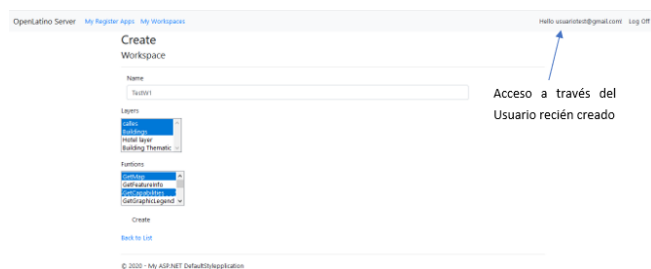 OpenLatino Server My Register Apps My Workspaces Hello usuariotest@gmail.com! Log Off
Create
Workspace
Name
TestW1
Acceso a través del
Usuario recién creado
Layers
calles
Buildings
Hotel layer
Building Thematic
Funtions
GetMap
GetFeatureInfo
GetCapabilities
GetGraphicLegend
Create
Back to List
© 2020 - My ASP.NET DefaultStylepplication